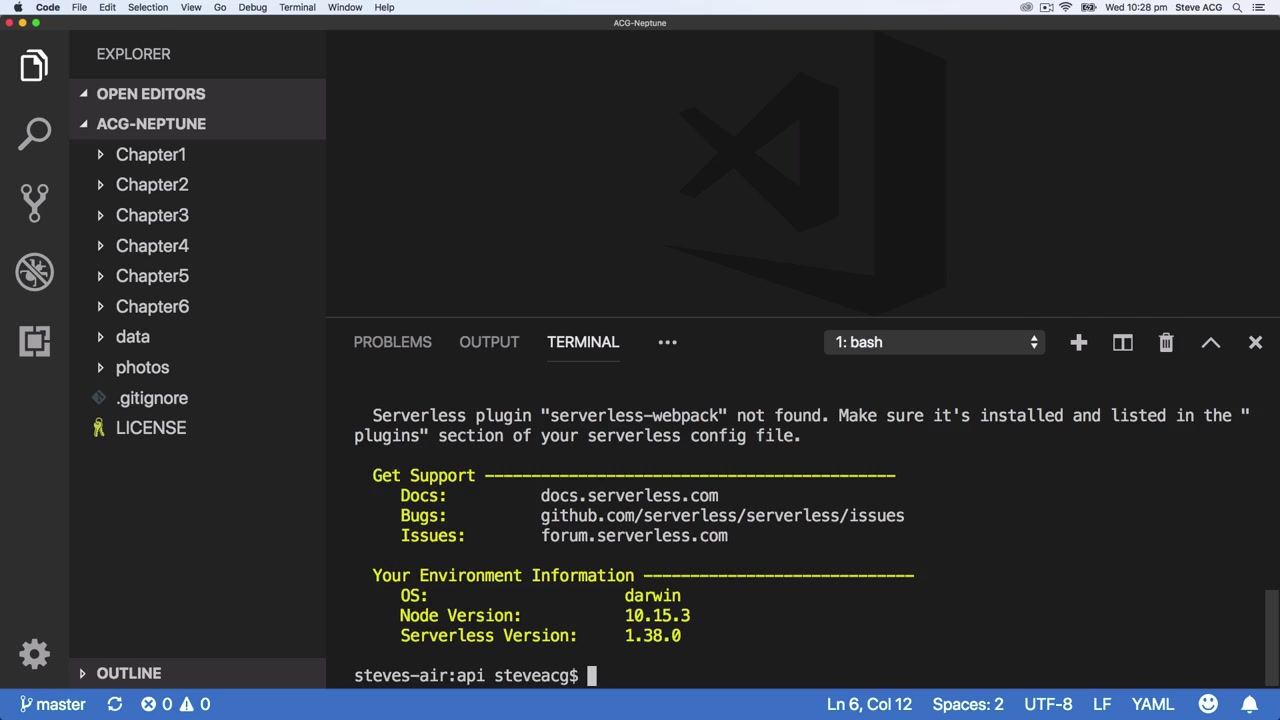 Code File Edit Selection View Go Debug Terminal Window Help Wed 10:28 pm Steve ACG
ACG-Neptune
EXPLORER
OPEN EDITORS
ACG-NEPTUNE
Chapter1
Chapter2
Chapter3
Chapter4
Chapter5
Chapter6
data
photos
.gitignore
LICENSE
OUTLINE
PROBLEMS OUTPUT TERMINAL ••• 1: bash
Serverless plugin "serverless-webpack" not found. Make sure it's installed and listed in the "
plugins" section of your serverless config file.
Get Support --------------------------------------------
Docs: docs.serverless.com
Bugs: github.com/serverless/serverless/issues
Issues: forum.serverless.com
Your Environment Information -----------------------------
OS: darwin
Node Version: 10.15.3
Serverless Version: 1.38.0
steves-air:api steveacg$
master 0 0 Ln 6, Col 12 Spaces: 2 UTF-8 LF YAML